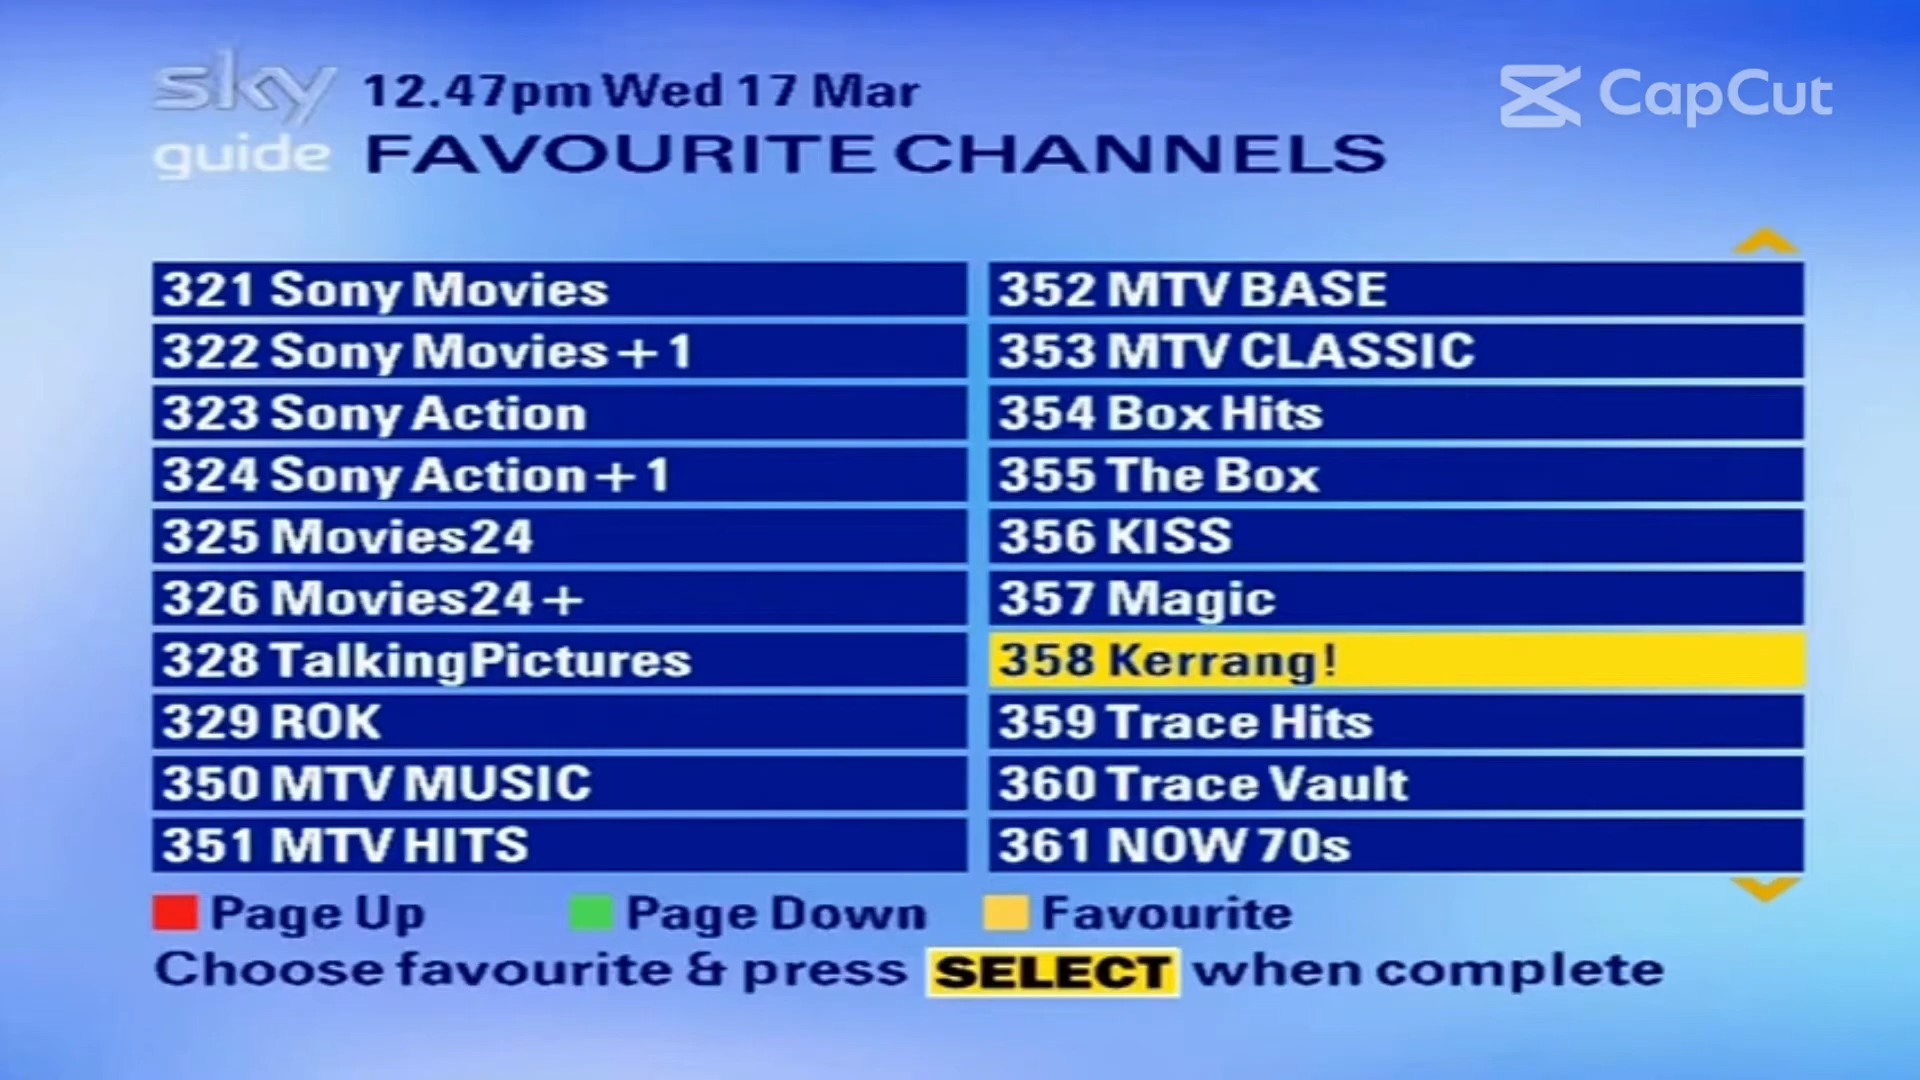 sky guide
12.47pm Wed 17 Mar
FAVOURITE CHANNELS
CapCut
321 Sony Movies
322 Sony Movies+1
323 Sony Action
324 Sony Action+1
325 Movies24
326 Movies24+
328 TalkingPictures
329 ROK
350 MTV MUSIC
351 MTV HITS
352 MTV BASE
353 MTV CLASSIC
354 Box Hits
355 The Box
356 KISS
357 Magic
358 Kerrang!
359 Trace Hits
360 Trace Vault
361 NOW 70s
Page Up Page Down Favourite
Choose favourite & press SELECT when complete